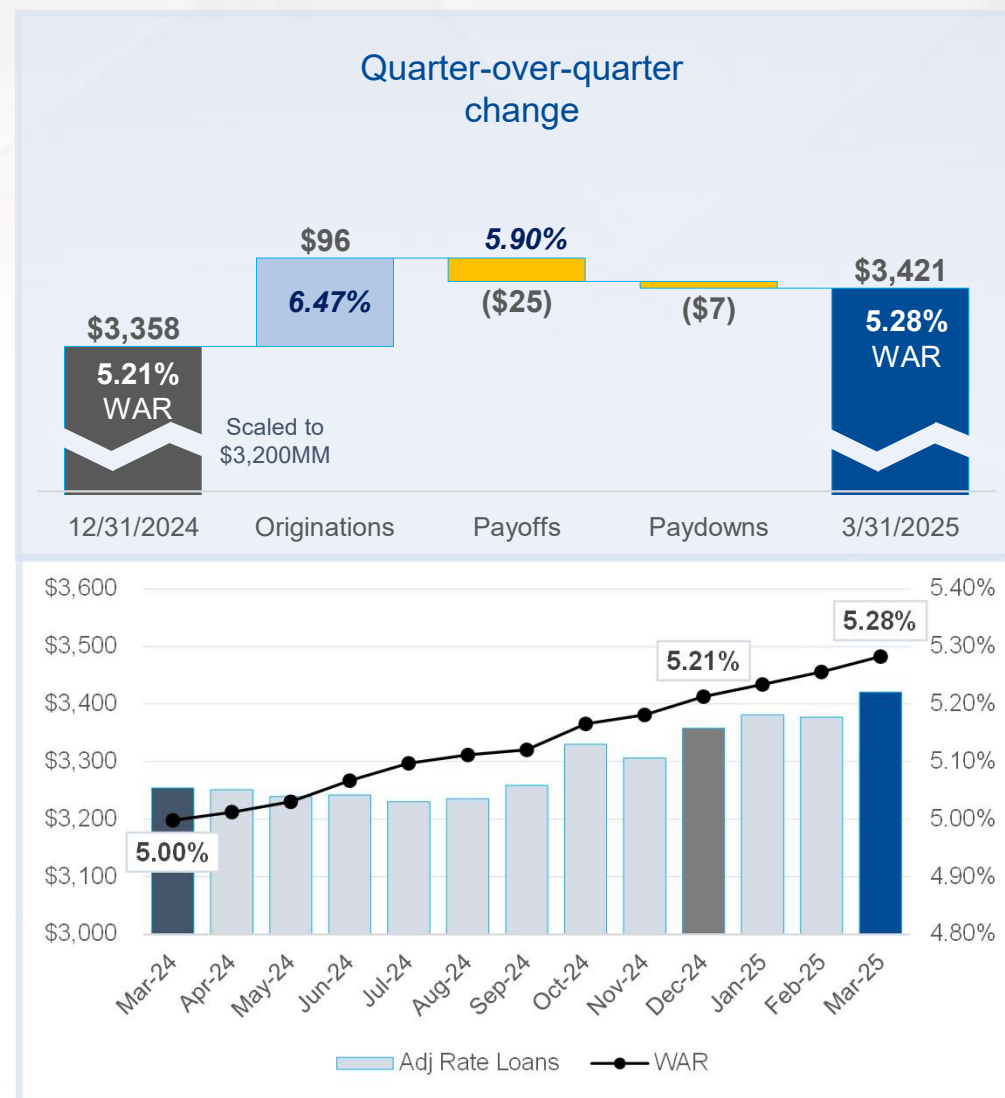 Quarter-over-quarter
change
$96
5.90%
$3,421
6.47%
($25)
($7)
5.28%
WAR
$3,358
5.21%
WAR
Scaled to
$3,200MM
12/31/2024 Originations Payoffs Paydowns 3/31/2025
$3,600 5.40%
5.28%
$3,500 5.30%
5.21%
$3,400 5.20%
$3,300 5.10%
$3,200 5.00%
5.00%
$3,100 4.90%
$3,000 4.80%
Mar-24 Apr-24 May-24 Jun-24 Jul-24 Aug-24 Sep-24 Oct-24 Nov-24 Dec-24 Jan-25 Feb-25 Mar-25
Adj Rate Loans WAR